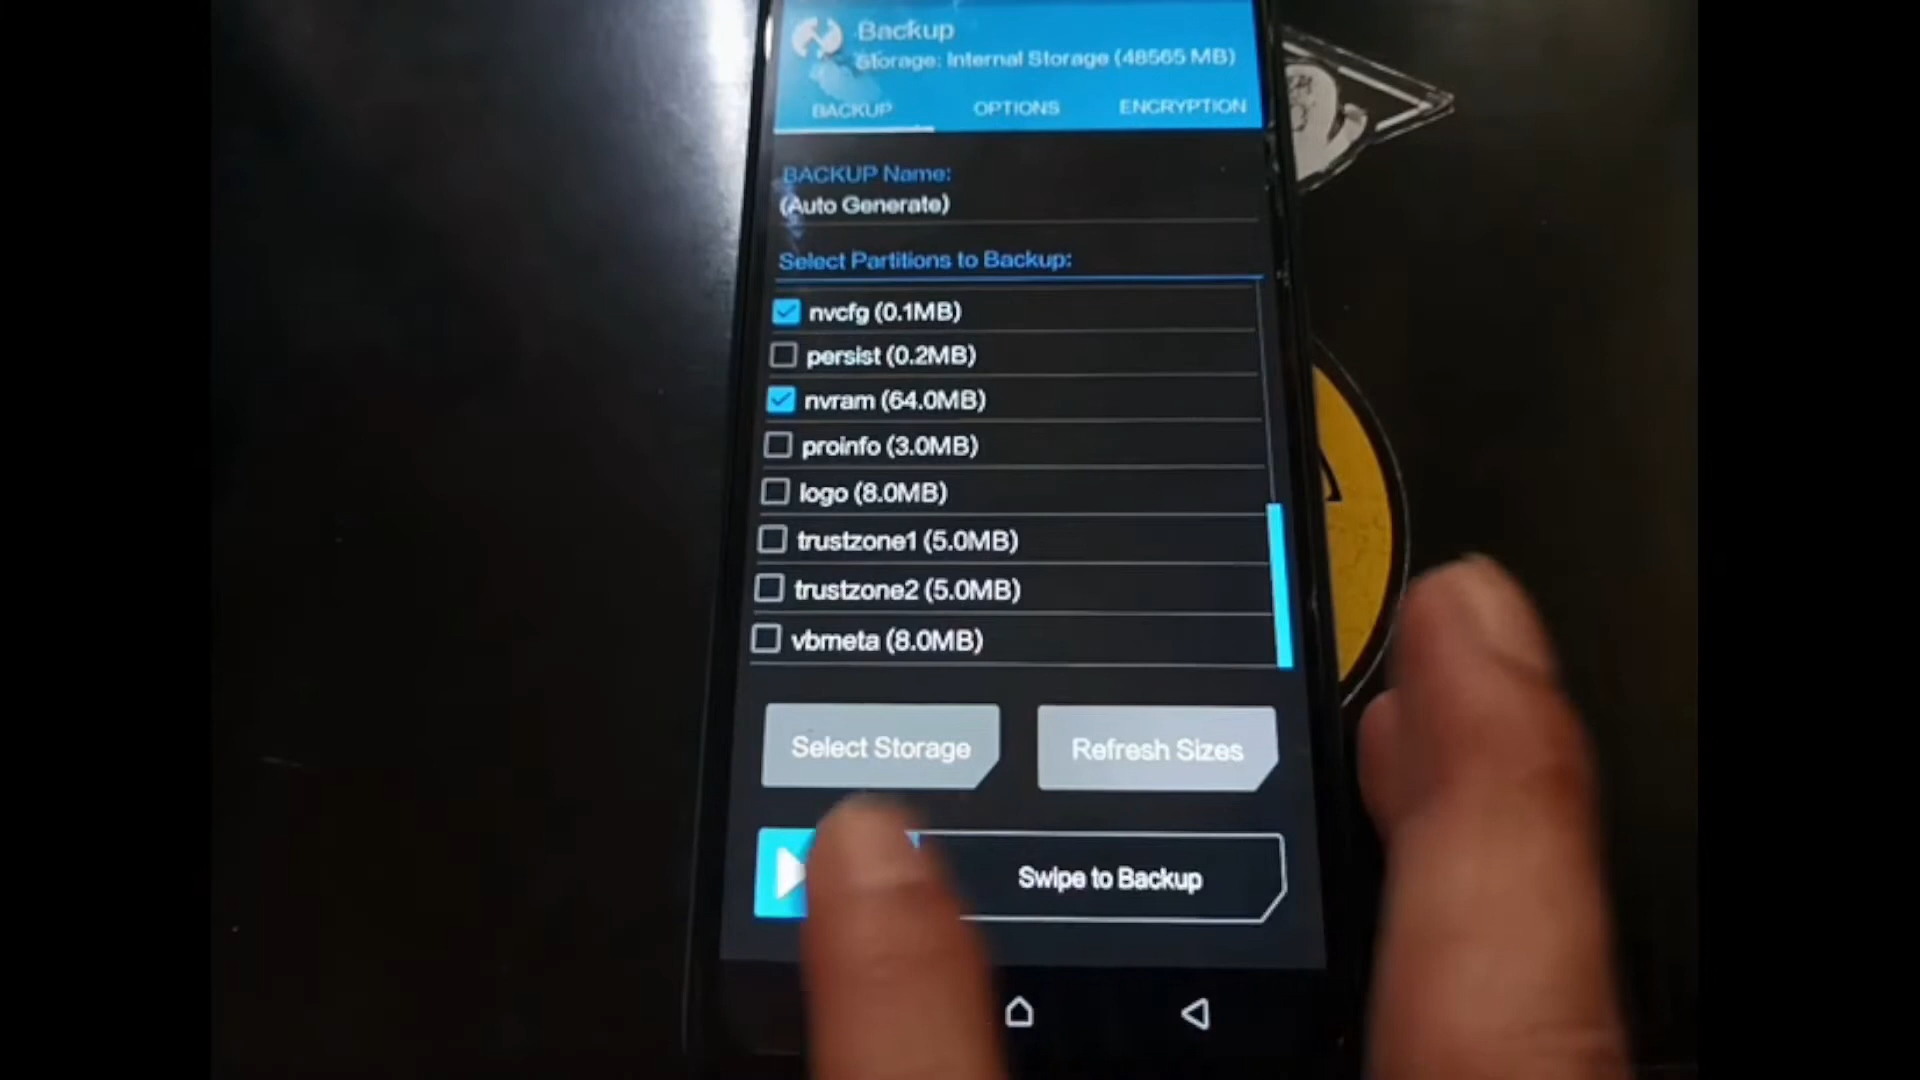 Backup
Storage: Internal Storage (48565 MB)
BACKUP OPTIONS ENCRYPTION
BACKUP Name:
(Auto Generate)
Select Partitions to Backup:
nvcfg (0.1MB)
persist (0.2MB)
nvram (64.0MB)
proinfo (3.0MB)
logo (8.0MB)
trustzone1 (5.0MB)
trustzone2 (5.0MB)
vbmeta (8.0MB)
Select Storage Refresh Sizes
Swipe to Backup